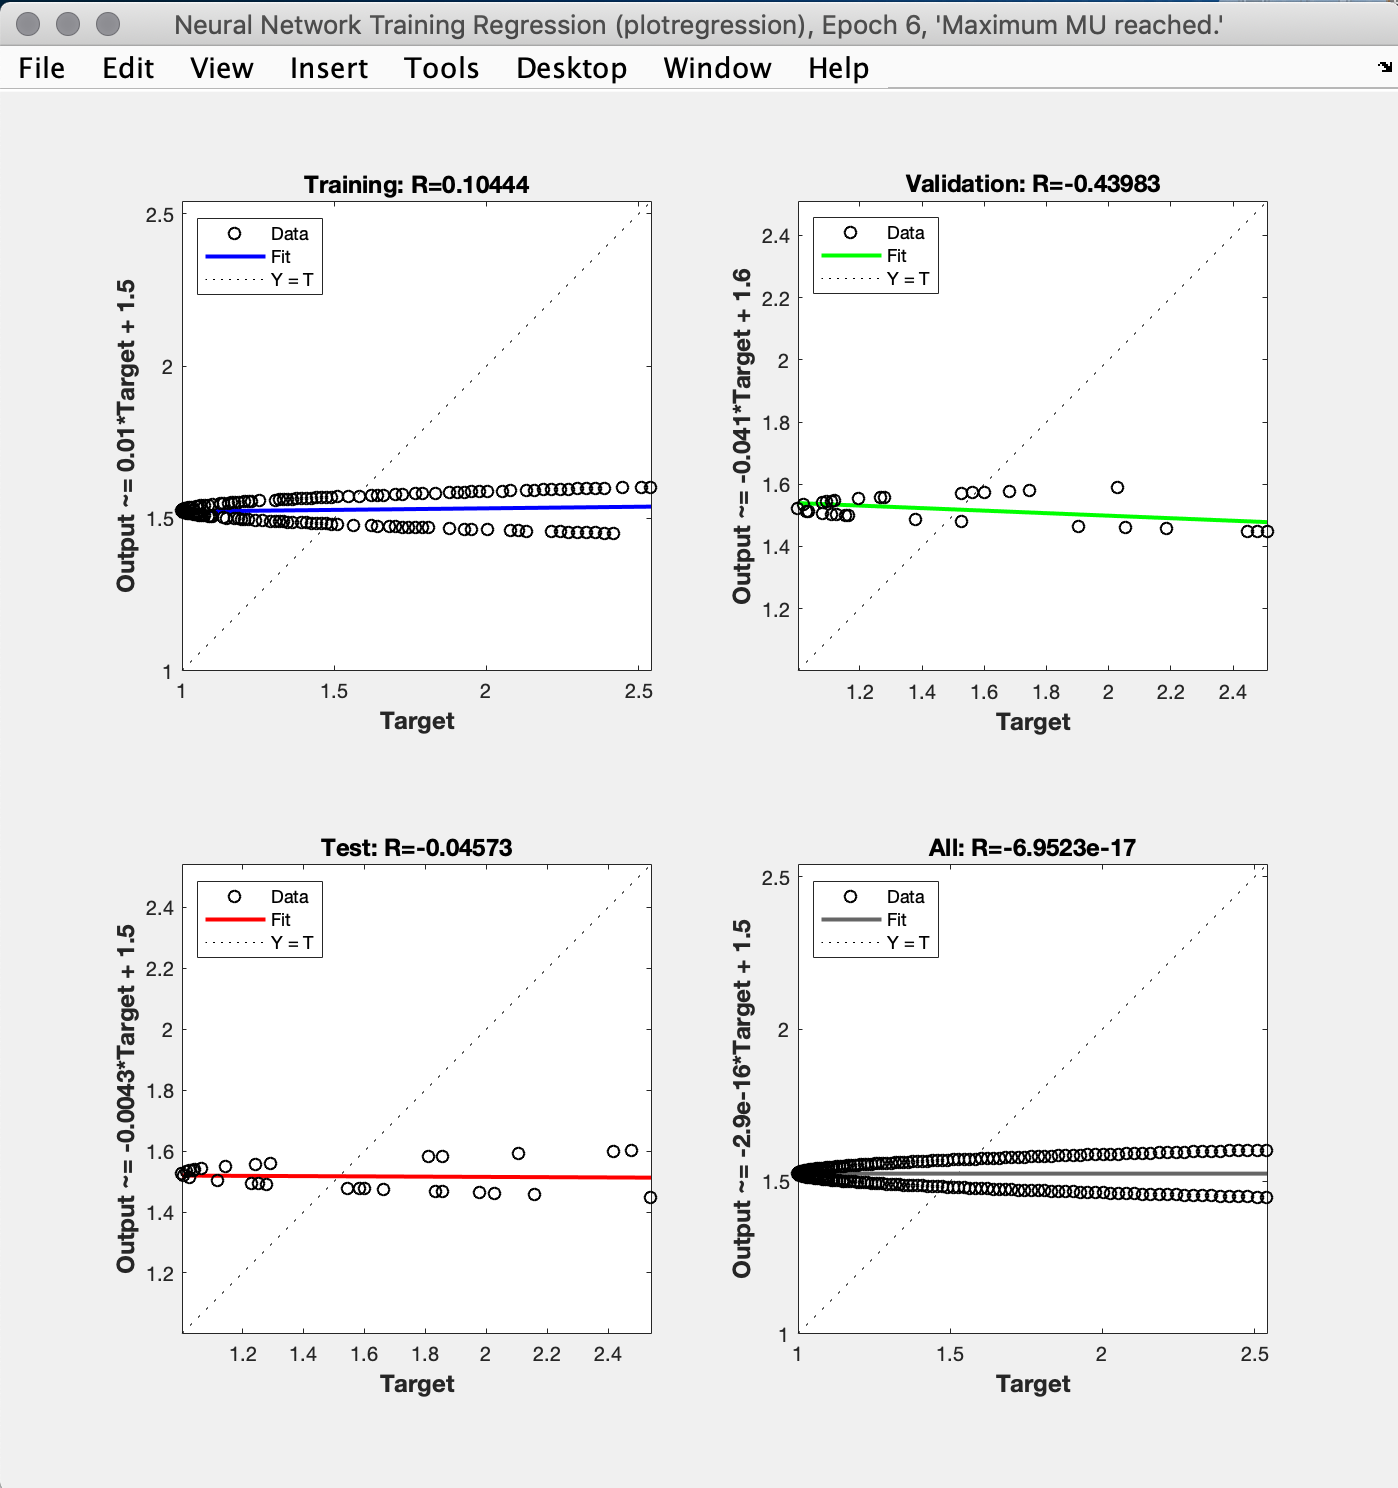 Neural Network Training Regression (plotregression), Epoch 6, 'Maximum MU reached.'
File Edit View Insert Tools Desktop Window Help
Training: R=0.10444
Data
Fit
Y = T
Output ~= 0.01*Target + 1.5
2.5
2
1.5
1
1 1.5 2 2.5
Target
Validation: R=-0.43983
Data
Fit
Y = T
Output ~= -0.041*Target + 1.6
2.4
2.2
2
1.8
1.6
1.4
1.2
1.2 1.4 1.6 1.8 2 2.2 2.4
Target
Test: R=-0.04573
Data
Fit
Y = T
Output ~= -0.0043*Target + 1.5
2.4
2.2
2
1.8
1.6
1.4
1.2
1.2 1.4 1.6 1.8 2 2.2 2.4
Target
All: R=-6.9523e-17
Data
Fit
Y = T
Output ~= -2.9e-16*Target + 1.5
2.5
2
1.5
1
1 1.5 2 2.5
Target